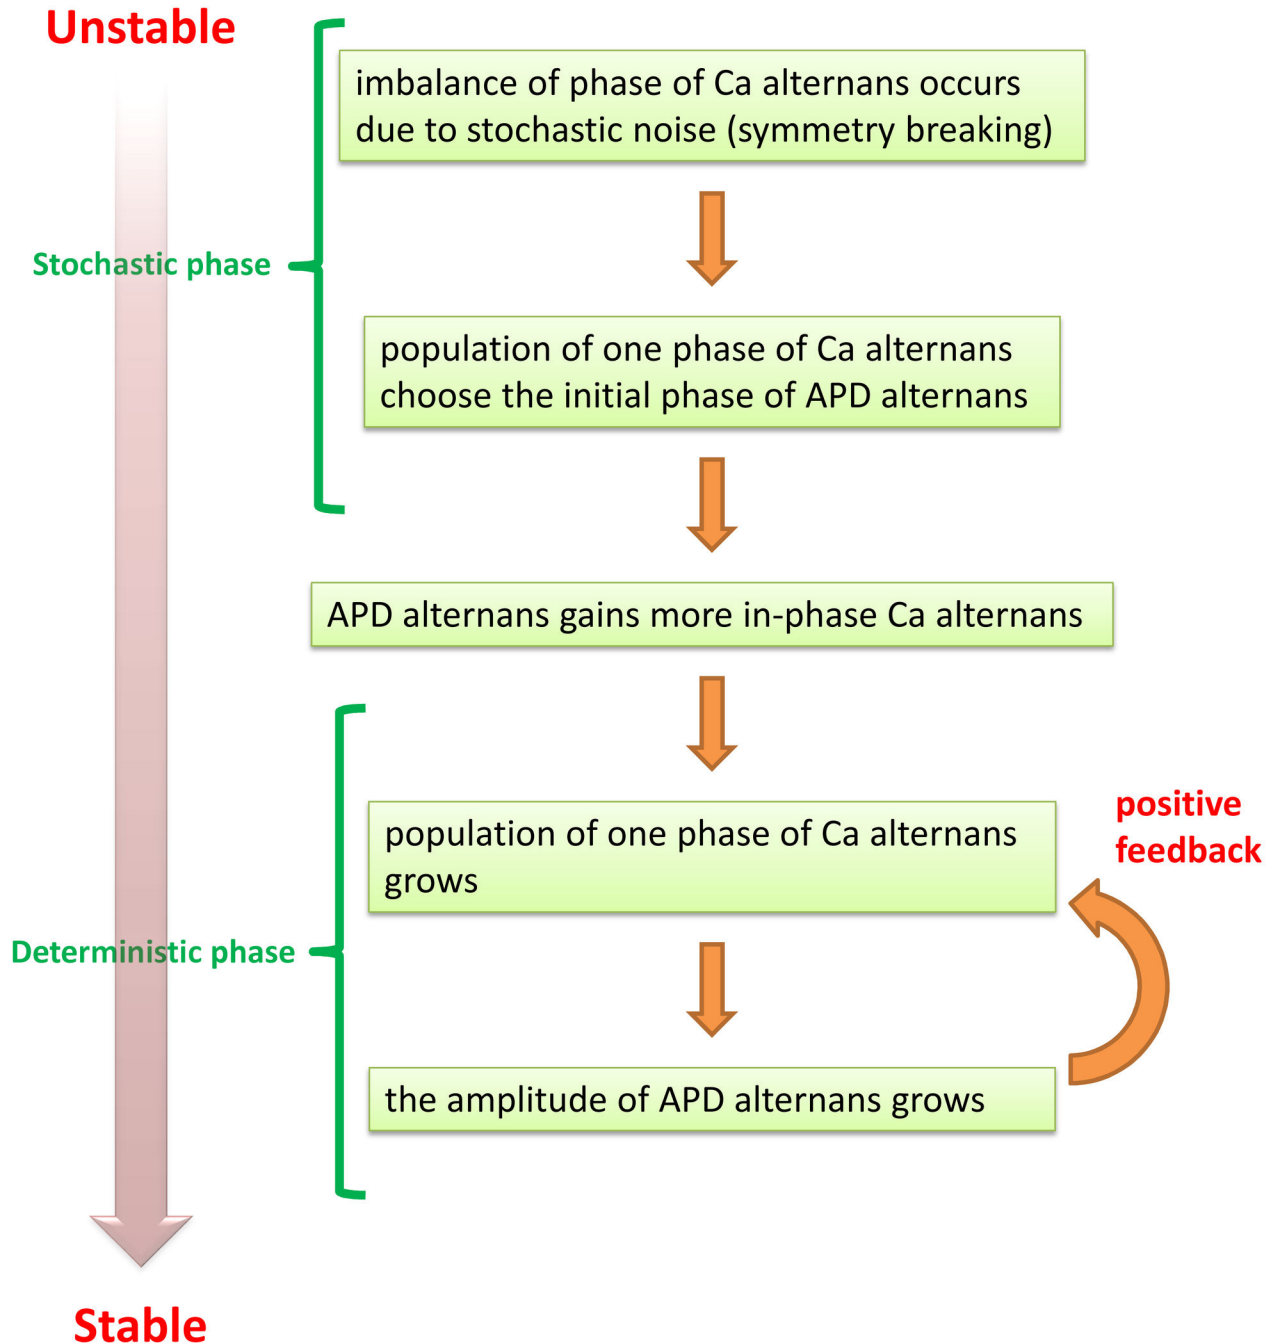 Unstable
imbalance of phase of Ca alternans occurs
due to stochastic noise (symmetry breaking)
Stochastic phase
population of one phase of Ca alternans
choose the initial phase of APD alternans
APD alternans gains more in-phase Ca alternans
positive
feedback
population of one phase of Ca alternans
grows
Deterministic phase
the amplitude of APD alternans grows
Stable